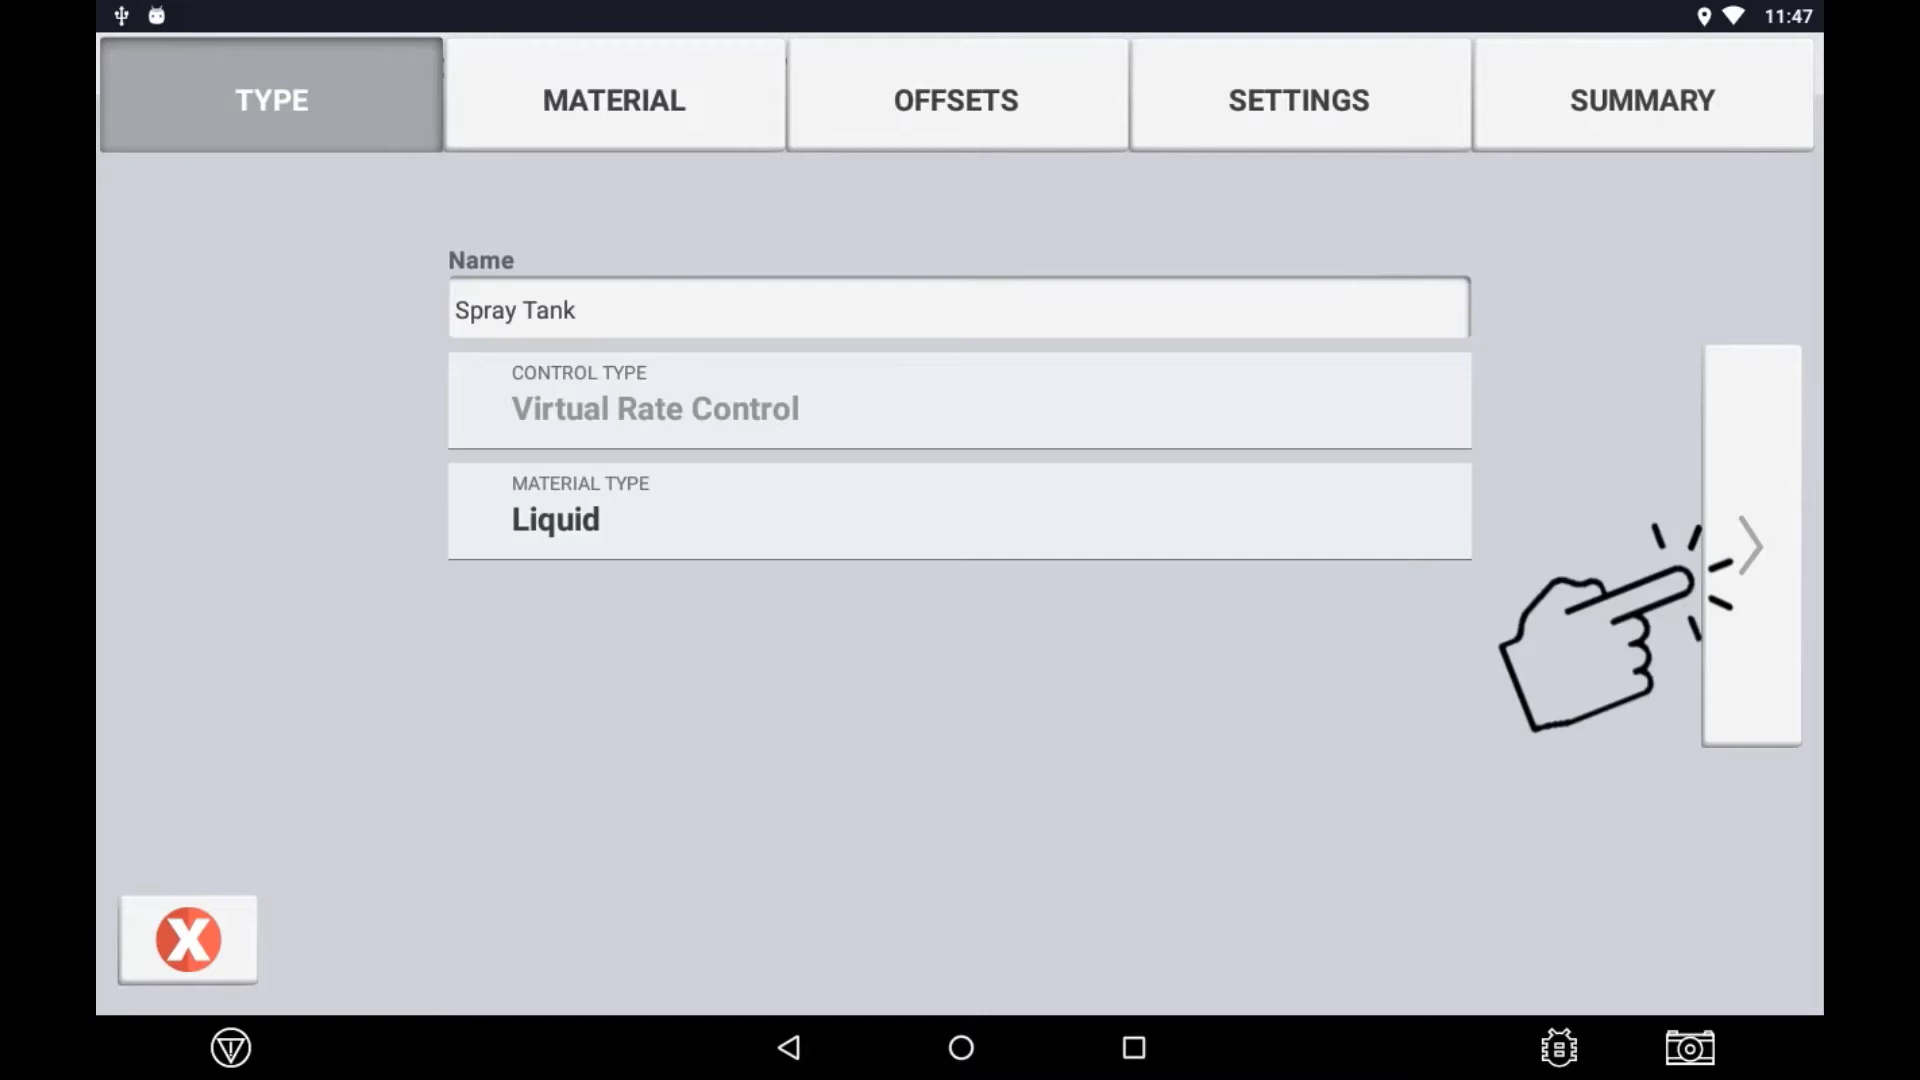 11:47
TYPE
MATERIAL
OFFSETS
SETTINGS
SUMMARY
Name
Spray Tank
CONTROL TYPE
Virtual Rate Control
MATERIAL TYPE
Liquid